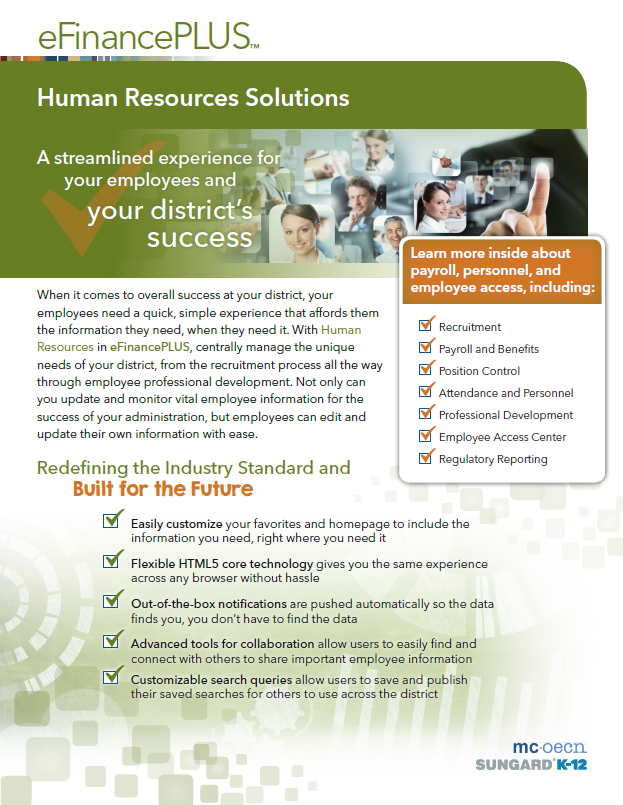 eFinancePLUS™
Human Resources Solutions
A streamlined experience for
your employees and
your district's
success
Learn more inside about
payroll, personnel, and
employee access, including:
Recruitment
Payroll and Benefits
Position Control
Attendance and Personnel
Professional Development
Employee Access Center
Regulatory Reporting
When it comes to overall success at your district, your
employees need a quick, simple experience that affords them
the information they need, when they need it. With Human
Resources in eFinancePLUS, centrally manage the unique
needs of your district, from the recruitment process all the way
through employee professional development. Not only can
you update and monitor vital employee information for the
success of your administration, but employees can edit and
update their own information with ease.
Redefining the Industry Standard and
Built for the Future
Easily customize your favorites and homepage to include the
information you need, right where you need it
Flexible HTML5 core technology gives you the same experience
across any browser without hassle
Out-of-the-box notifications are pushed automatically so the data
finds you, you don't have to find the data
Advanced tools for collaboration allow users to easily find and
connect with others to share important employee information
Customizable search queries allow users to save and publish
their saved searches for others to use across the district
mc·oecn
SUNGARD® K-12